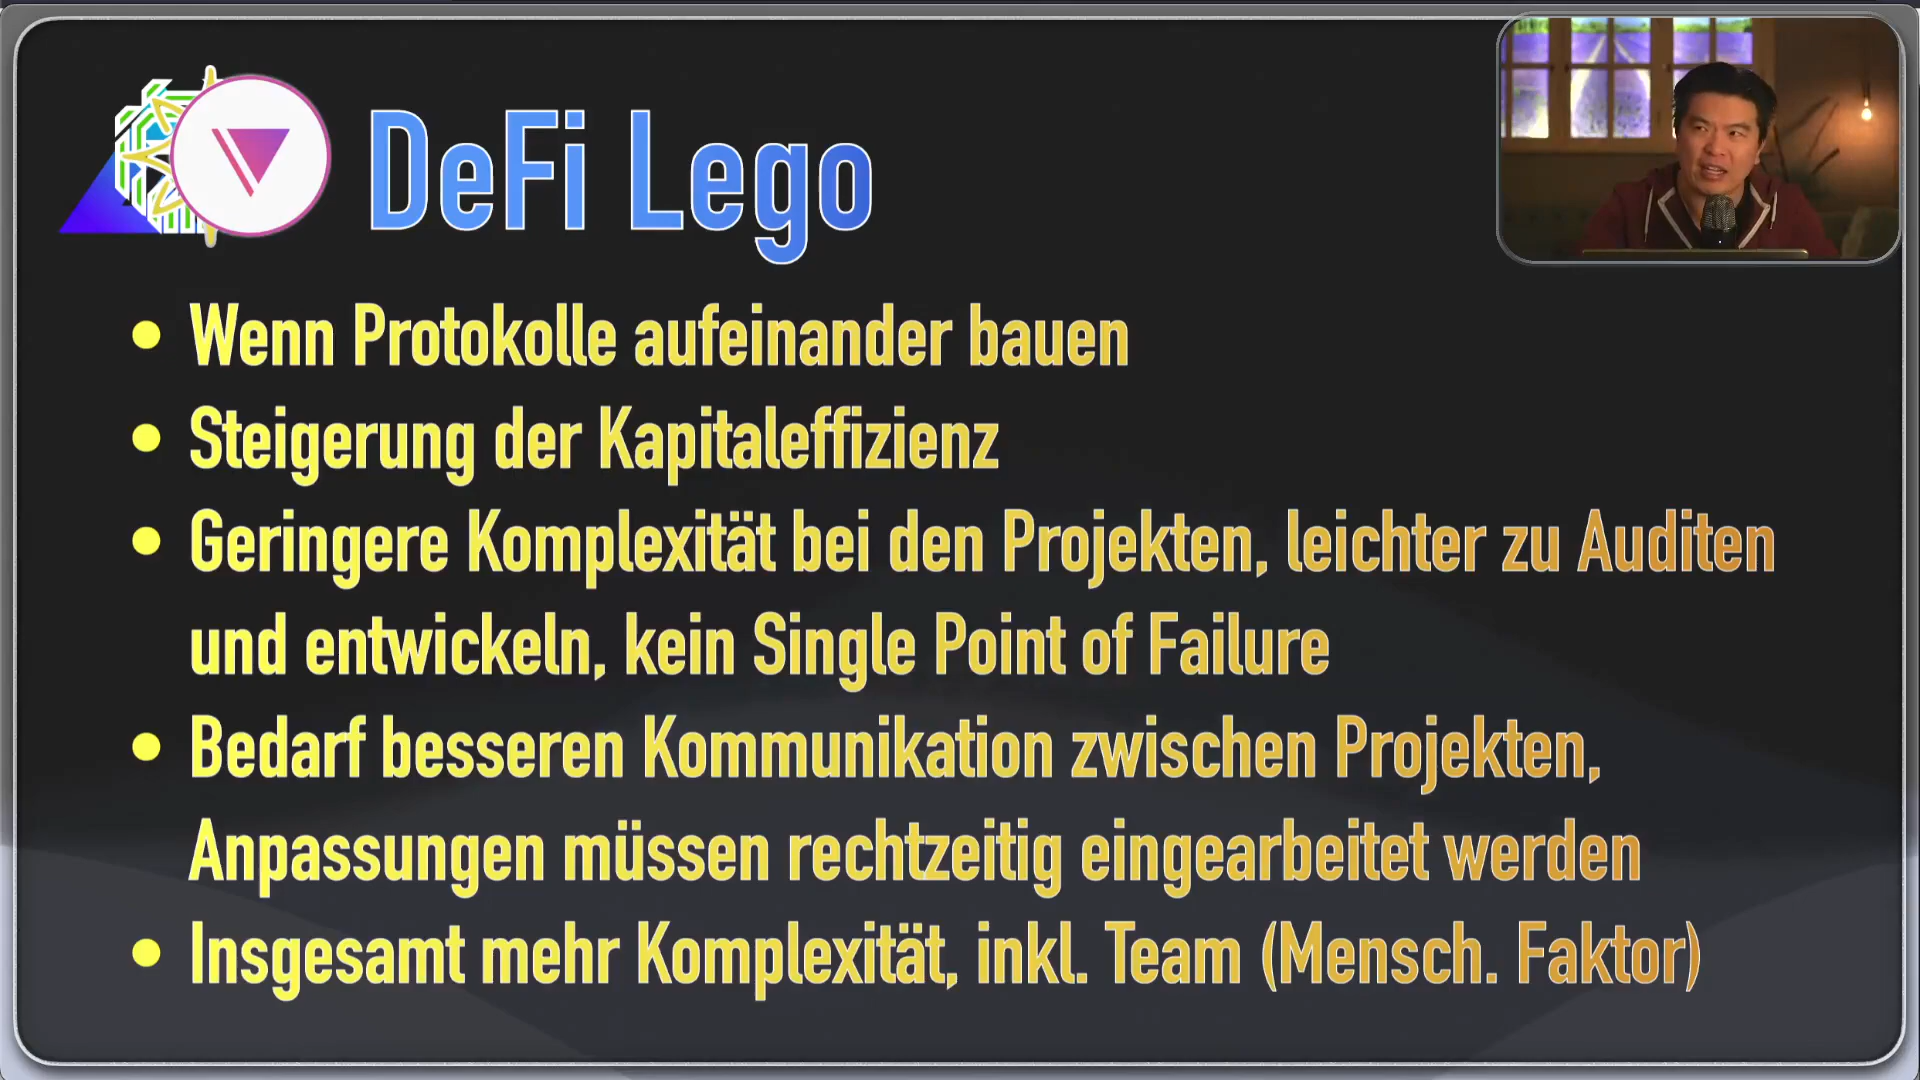 DeFi Lego
• Wenn Protokolle aufeinander bauen
• Steigerung der Kapitaleffizienz
• Geringere Komplexität bei den Projekten, leichter zu Auditen
und entwickeln, kein Single Point of Failure
• Bedarf besseren Kommunikation zwischen Projekten,
Anpassungen müssen rechtzeitig eingearbeitet werden
• Insgesamt mehr Komplexität, inkl. Team (Mensch. Faktor)